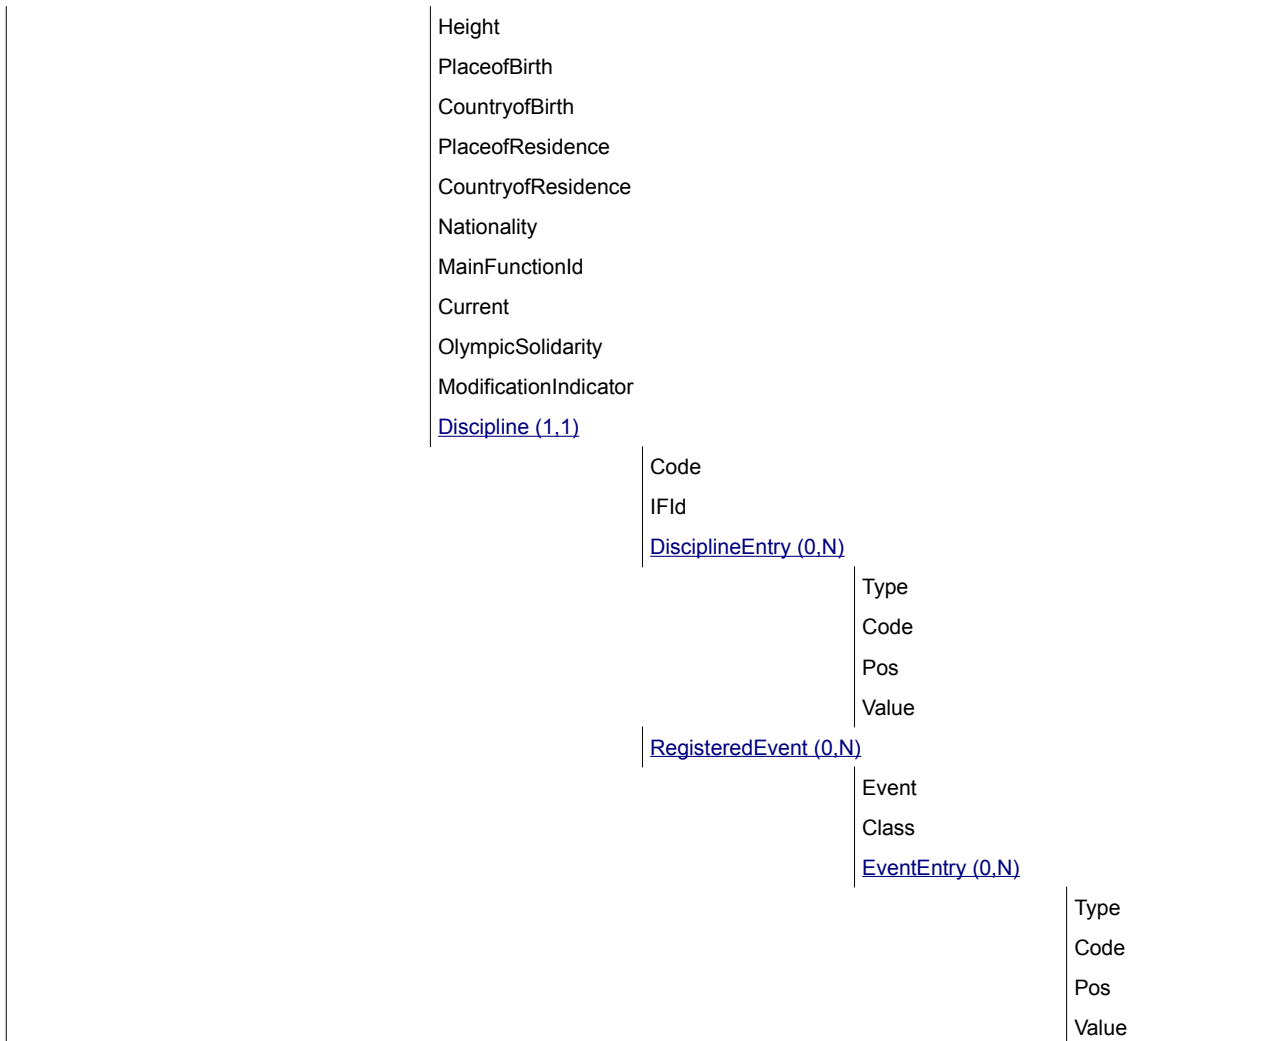 Height
PlaceofBirth
CountryofBirth
PlaceofResidence
CountryofResidence
Nationality
MainFunctionId
Current
OlympicSolidarity
ModificationIndicator
Discipline (1,1)
Code
IFId
DisciplineEntry (0,N)
Type
Code
Pos
Value
RegisteredEvent (0,N)
Event
Class
EventEntry (0,N)
Type
Code
Pos
Value